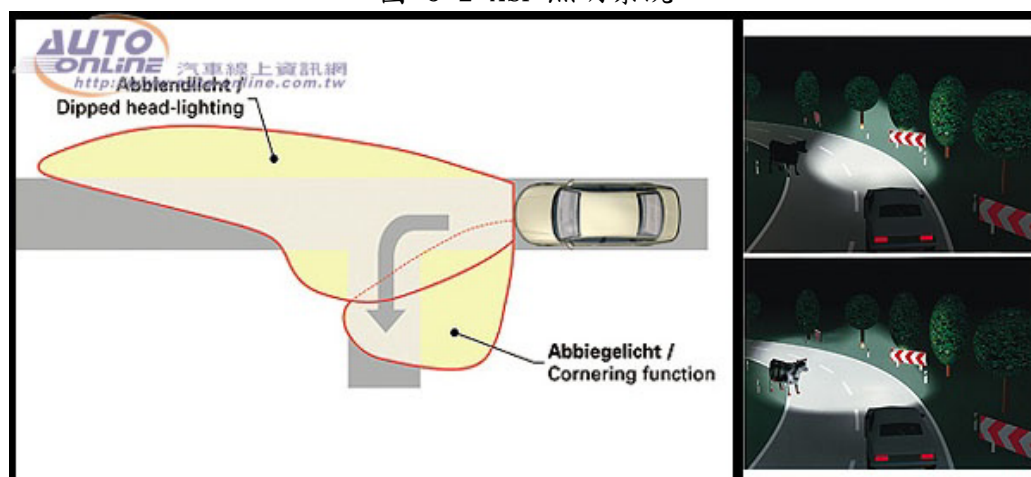 AUTO
ONLINE 汽車線上資訊網
Abblendlicht /
Dipped head-lighting
Abbiegelicht /
Cornering function